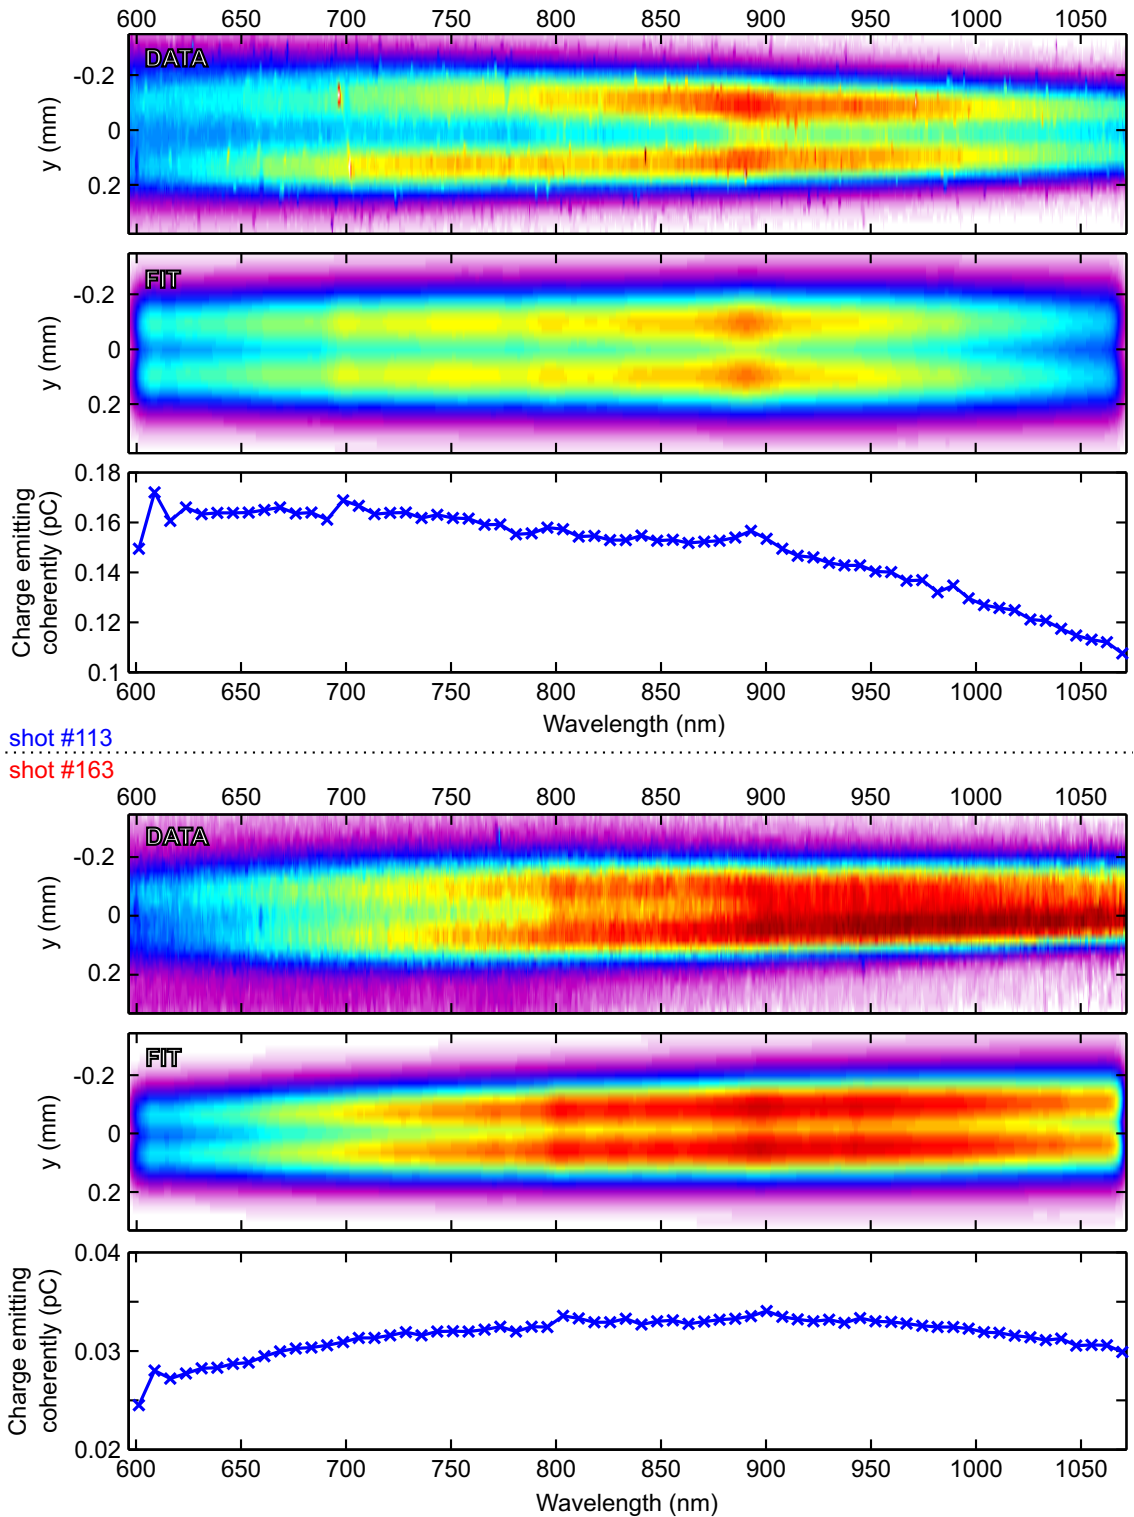 600 650 700 750 800 850 900 950 1000 1050
DATA
-0.2
0
0.2
y (mm)
FIT
-0.2
0
0.2
y (mm)
0.18
0.16
0.14
0.12
0.1
Charge emitting
coherently (pC)
600 650 700 750 800 850 900 950 1000 1050
Wavelength (nm)
shot #113
shot #163
600 650 700 750 800 850 900 950 1000 1050
DATA
-0.2
0
0.2
y (mm)
FIT
-0.2
0
0.2
y (mm)
0.04
0.03
0.02
Charge emitting
coherently (pC)
600 650 700 750 800 850 900 950 1000 1050
Wavelength (nm)